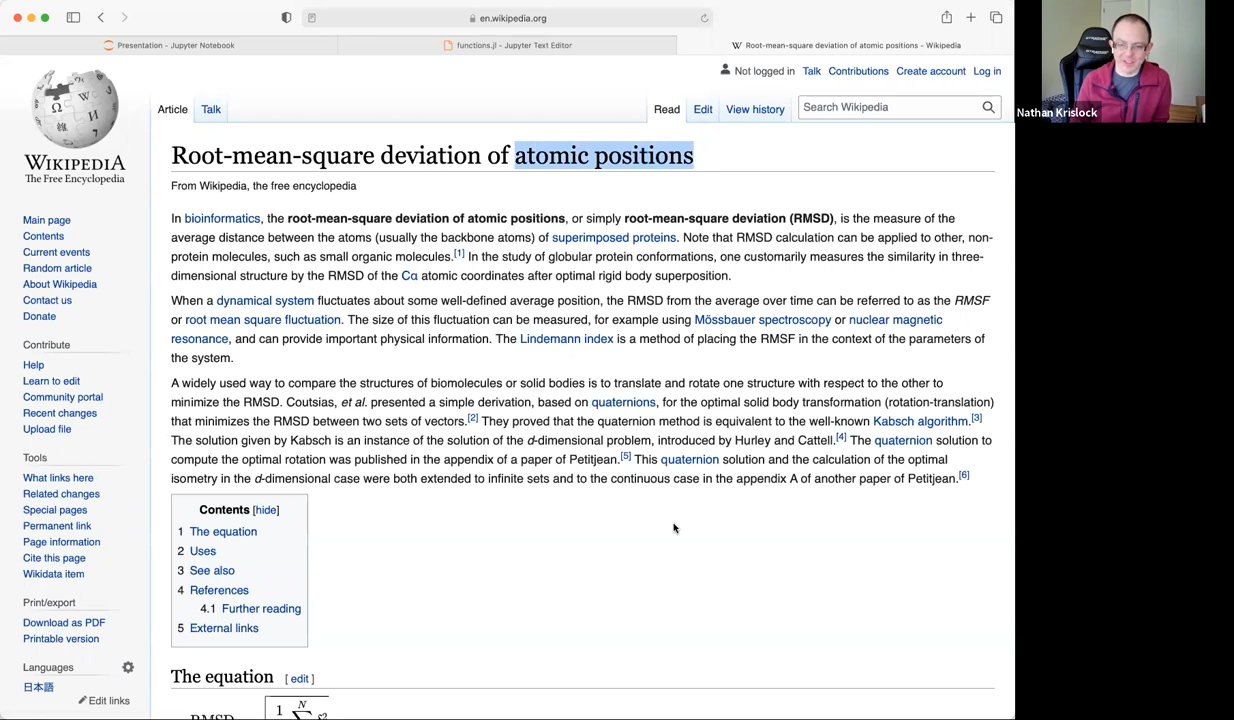 en.wikipedia.org
Presentation - Jupyter Notebook
functions.jl - Jupyter Text Editor
W Root-mean-square deviation of atomic positions - Wikipedia
Nathan Krislock
Not logged in Talk Contributions Create account Log in
Article Talk Read Edit View history Search Wikipedia
WIKIPEDIA
The Free Encyclopedia
Main page
Contents
Current events
Random article
About Wikipedia
Contact us
Donate
Contribute
Help
Learn to edit
Community portal
Recent changes
Upload file
Tools
What links here
Related changes
Special pages
Permanent link
Page information
Cite this page
Wikidata item
Print/export
Download as PDF
Printable version
Languages
日本語
Edit links
Root-mean-square deviation of atomic positions
From Wikipedia, the free encyclopedia
In bioinformatics, the root-mean-square deviation of atomic positions, or simply root-mean-square deviation (RMSD), is the measure of the
average distance between the atoms (usually the backbone atoms) of superimposed proteins. Note that RMSD calculation can be applied to other, non-
protein molecules, such as small organic molecules.[1] In the study of globular protein conformations, one customarily measures the similarity in three-
dimensional structure by the RMSD of the Cα atomic coordinates after optimal rigid body superposition.
When a dynamical system fluctuates about some well-defined average position, the RMSD from the average over time can be referred to as the RMSF
or root mean square fluctuation. The size of this fluctuation can be measured, for example using Mössbauer spectroscopy or nuclear magnetic
resonance, and can provide important physical information. The Lindemann index is a method of placing the RMSF in the context of the parameters of
the system.
A widely used way to compare the structures of biomolecules or solid bodies is to translate and rotate one structure with respect to the other to
minimize the RMSD. Coutsias, et al. presented a simple derivation, based on quaternions, for the optimal solid body transformation (rotation-translation)
that minimizes the RMSD between two sets of vectors.[2] They proved that the quaternion method is equivalent to the well-known Kabsch algorithm.[3]
The solution given by Kabsch is an instance of the solution of the d-dimensional problem, introduced by Hurley and Cattell.[4] The quaternion solution to
compute the optimal rotation was published in the appendix of a paper of Petitjean.[5] This quaternion solution and the calculation of the optimal
isometry in the d-dimensional case were both extended to infinite sets and to the continuous case in the appendix A of another paper of Petitjean.[6]
Contents [hide]
1 The equation
2 Uses
3 See also
4 References
4.1 Further reading
5 External links
The equation [ edit ]